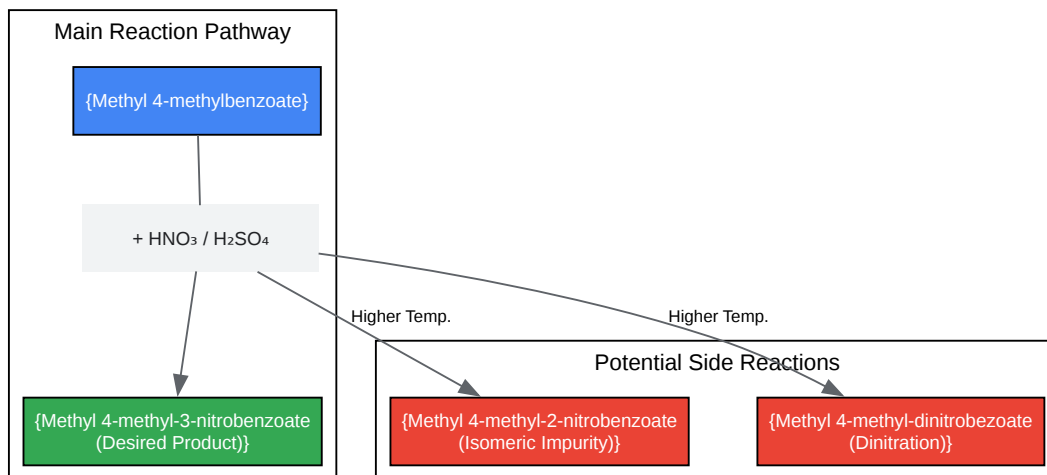 Main Reaction Pathway
{Methyl 4-methylbenzoate}
+ HNO₃ / H₂SO₄
Higher Temp.
Higher Temp.
Potential Side Reactions
{Methyl 4-methyl-3-nitrobenzoate
(Desired Product)}
{Methyl 4-methyl-2-nitrobenzoate
(Isomeric Impurity)}
{Methyl 4-methyl-dinitrobezoate
(Dinitration)}